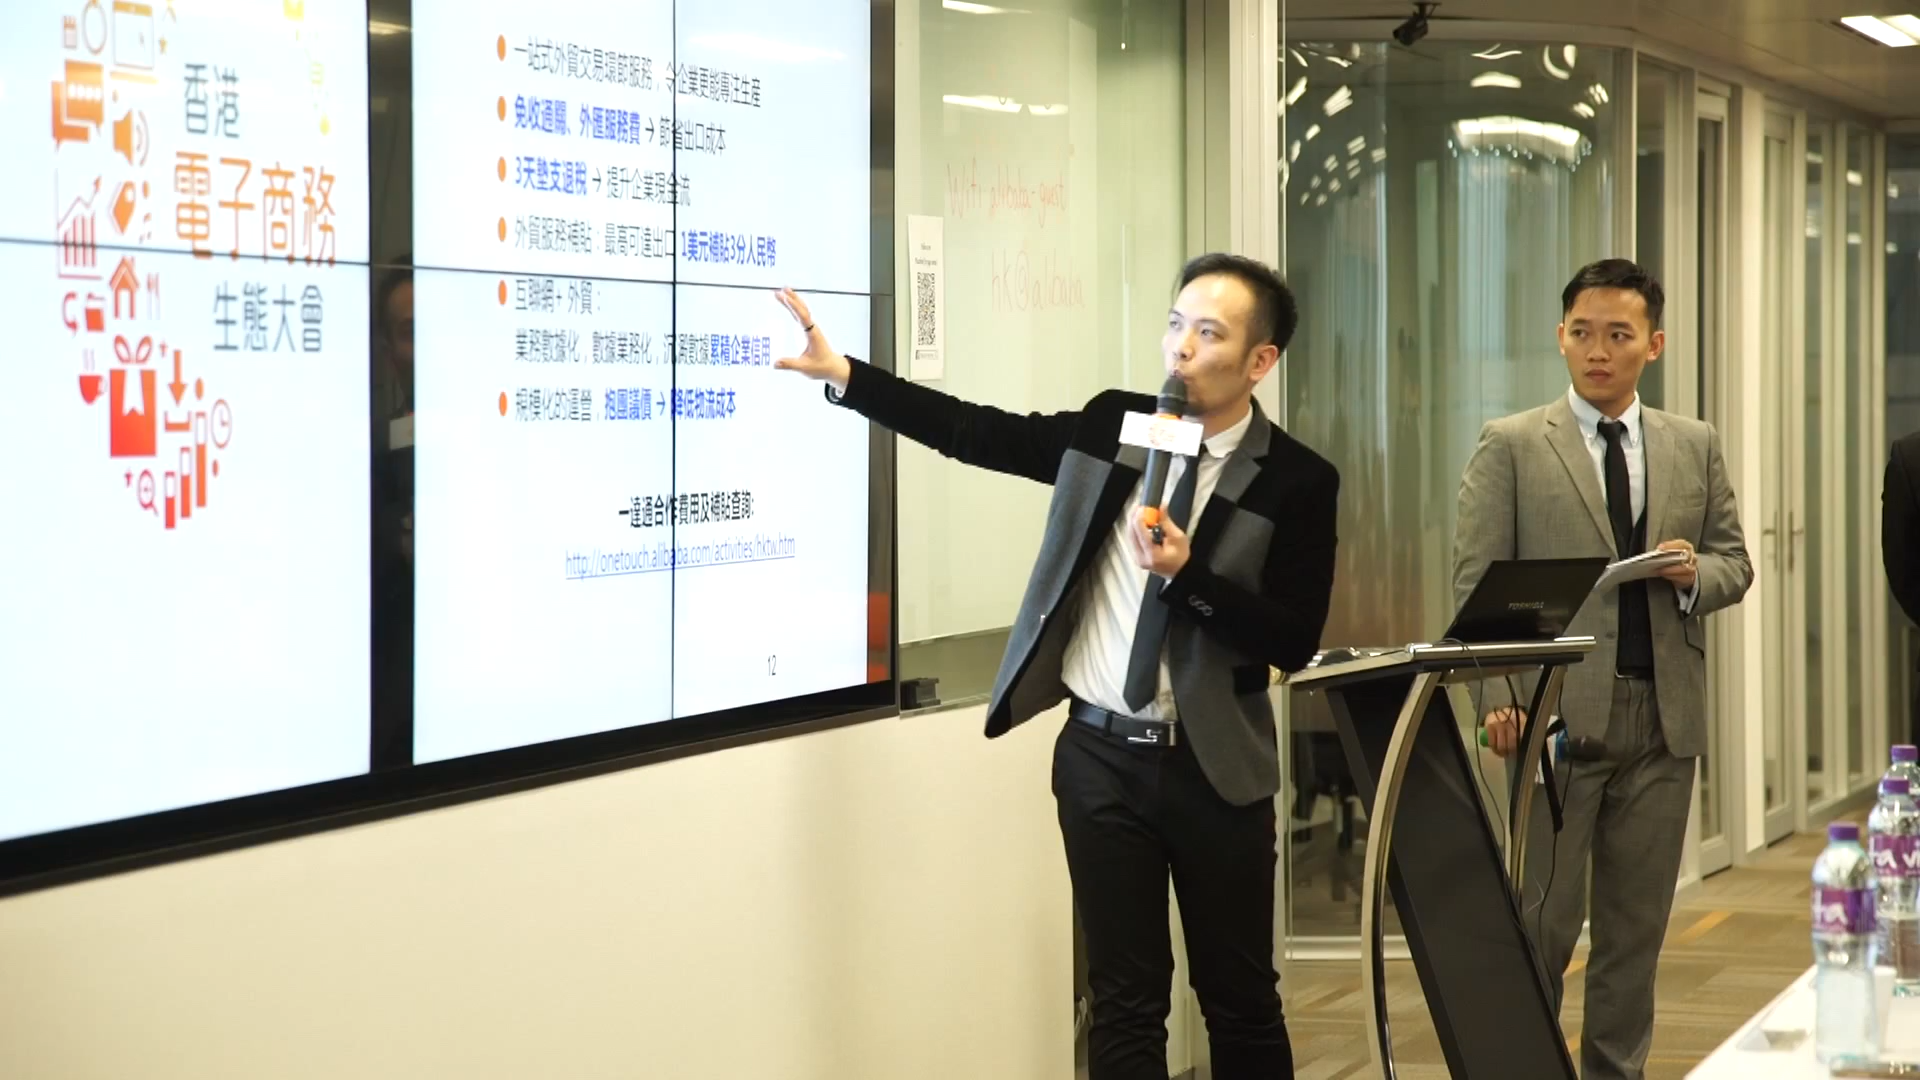 香港
電子商務
生態大會
一站式外貿交易環節服務，令企業更能專注生產
免收通關、外匯服務費 → 節省出口成本
3天墊支退稅 → 提升企業現金流
外貿服務補貼：最高可達出口 1美元補貼3分人民幣
互聯網+ 外貿：
業務數據化，數據業務化，沉澱數據累積企業信用
規模化的運營，抱團議價 → 降低物流成本
一達通合作費用及補貼查詢：
http://onetouch.alibaba.com/activities/hktw.htm
12
Wifi alibaba-guest
hk@alibaba
TOSHIBA